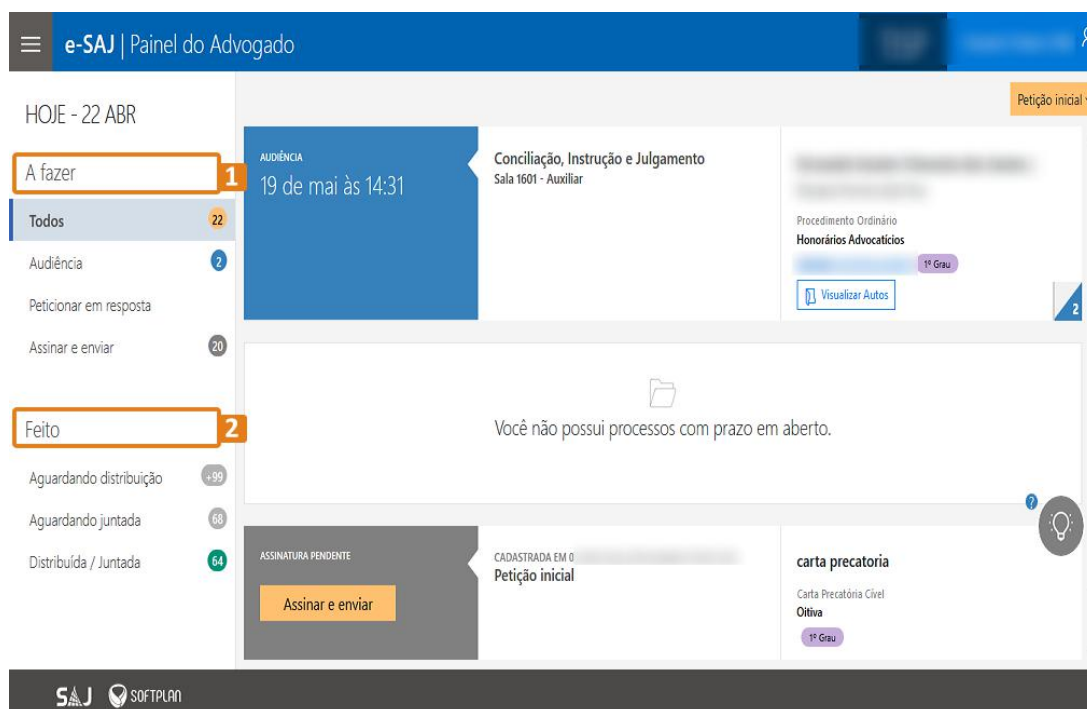 e-SAJ | Painel do Advogado
HOJE - 22 ABR
Petição inicial
A fazer 1
Todos 22
Audiência 2
Peticionar em resposta
Assinar e enviar 20
Feito 2
Aguardando distribuição +99
Aguardando juntada 68
Distribuída / Juntada 64
AUDIÊNCIA
19 de mai às 14:31
Conciliação, Instrução e Julgamento
Sala 1601 - Auxiliar
Procedimento Ordinário
Honorários Advocatícios
1º Grau
Visualizar Autos
2
Você não possui processos com prazo em aberto.
?
ASSINATURA PENDENTE
Assinar e enviar
CADASTRADA EM 0
Petição inicial
carta precatoria
Carta Precatória Cível
Oitiva
1º Grau
SAJ SOFTPLAN